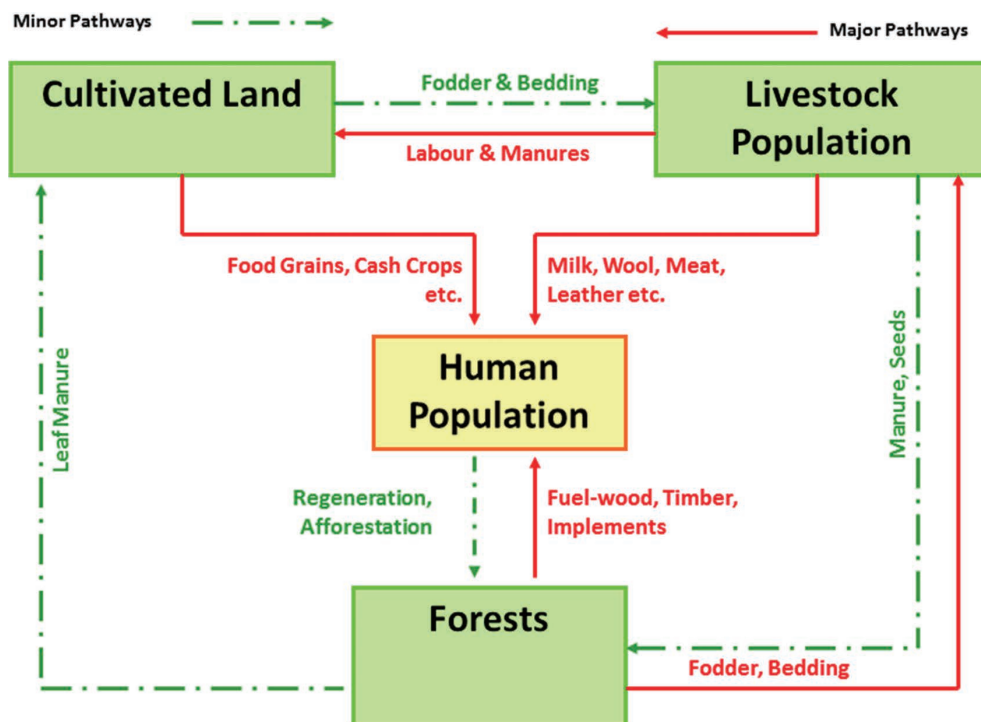 Minor Pathways
Major Pathways
Cultivated Land
Fodder & Bedding
Livestock
Population
Labour & Manures
Food Grains, Cash Crops
etc.
Milk, Wool, Meat,
Leather etc.
Human
Population
Leaf Manure
Manure, Seeds
Regeneration,
Afforestation
Fuel-wood, Timber,
Implements
Forests
Fodder, Bedding